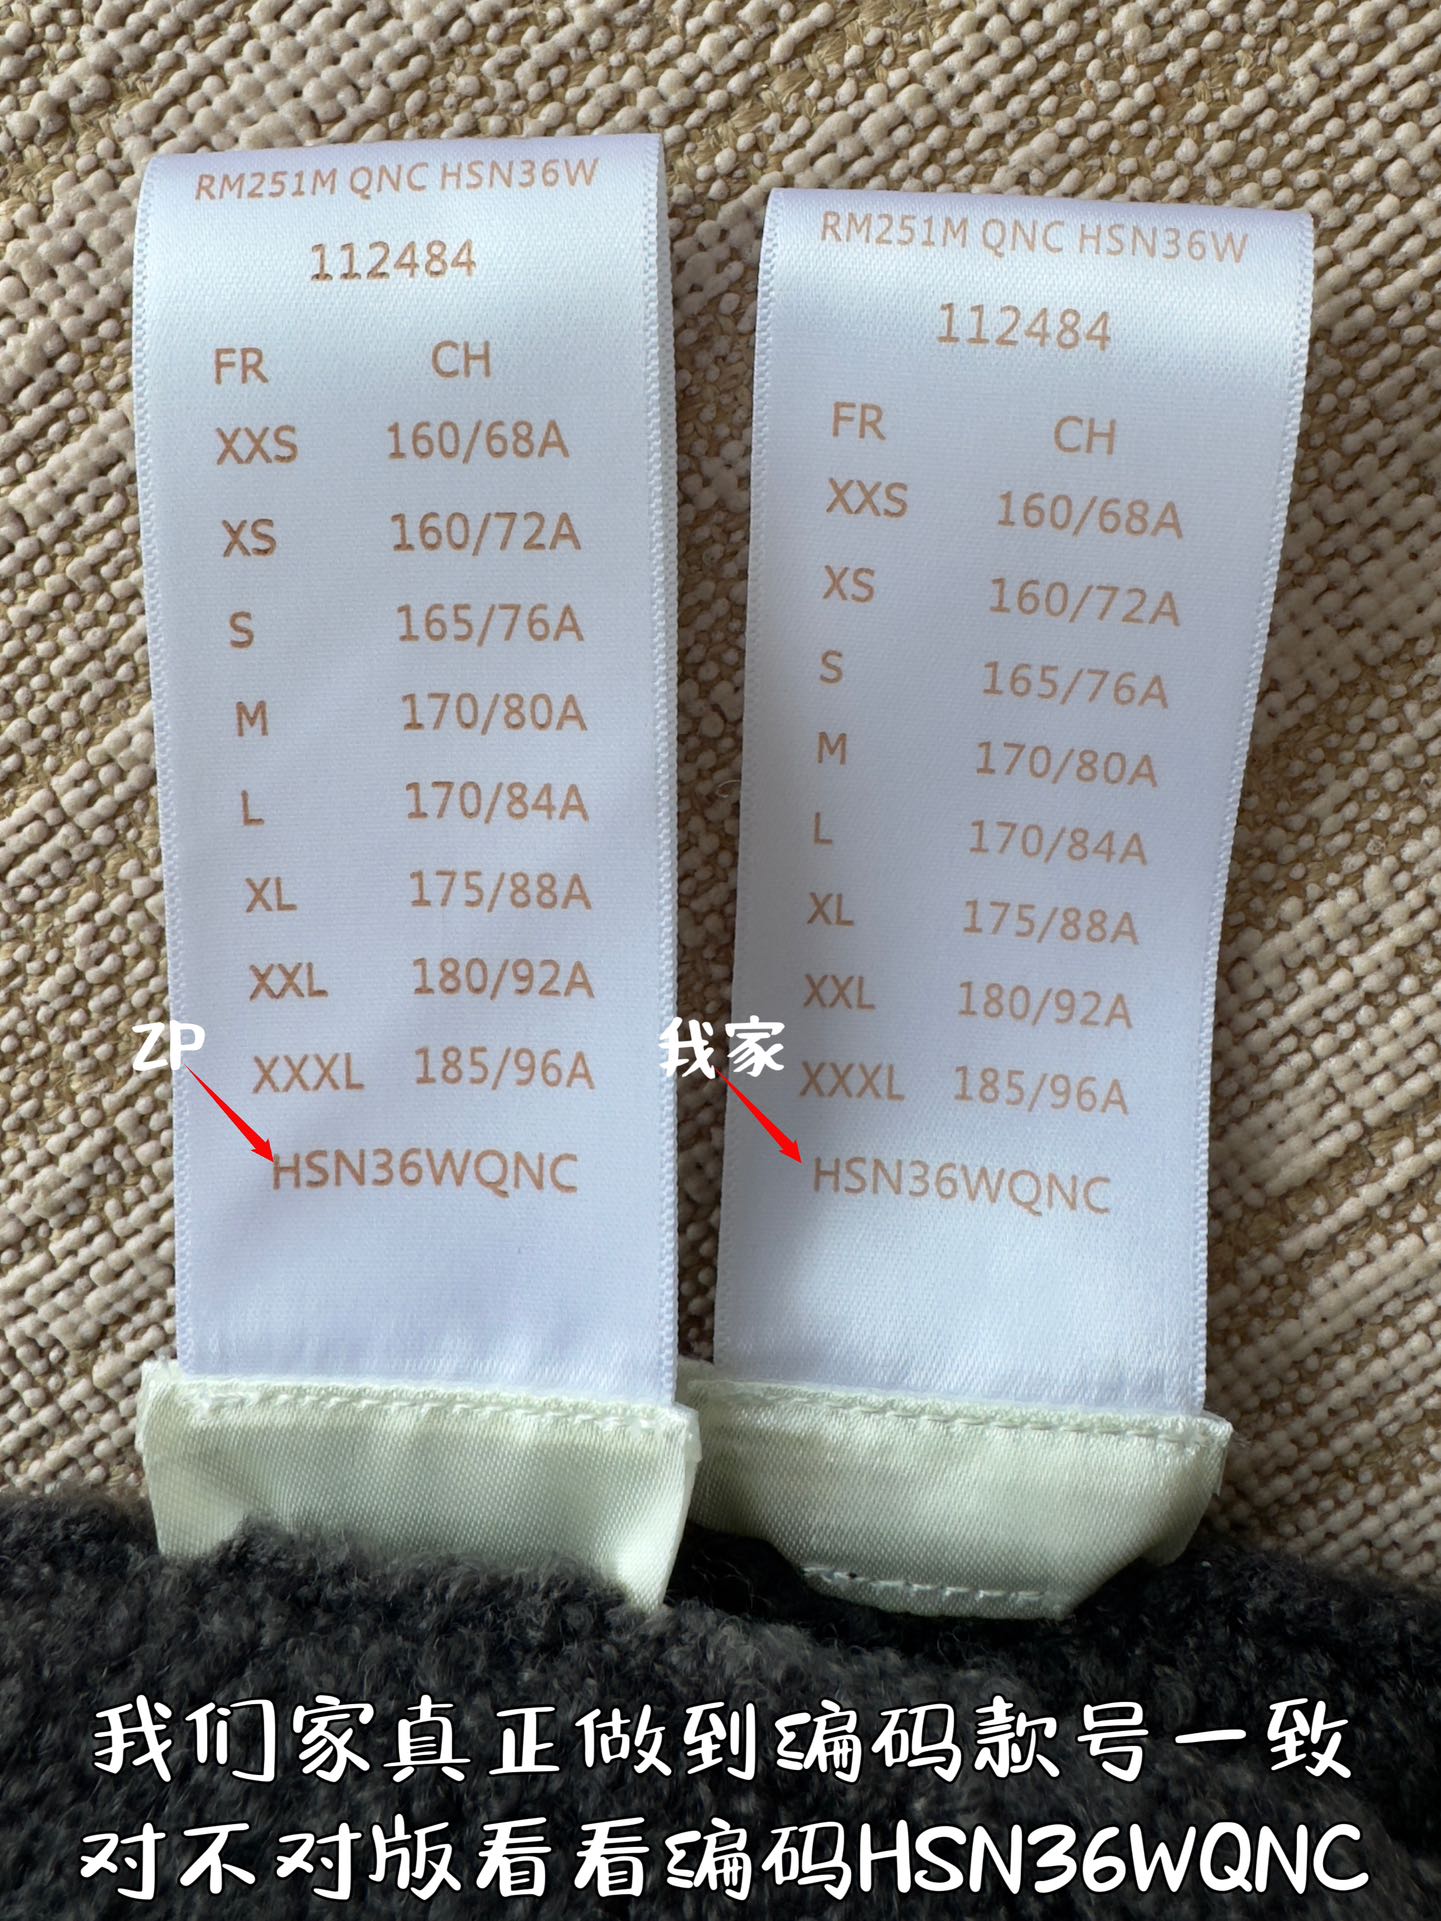 RM251M QNC HSN36W
112484
FR CH
XXS 160/68A
XS 160/72A
S 165/76A
M 170/80A
L 170/84A
XL 175/88A
XXL 180/92A
XXXL 185/96A
HSN36WQNC
ZP
RM251M QNC HSN36W
112484
FR CH
XXS 160/68A
XS 160/72A
S 165/76A
M 170/80A
L 170/84A
XL 175/88A
XXL 180/92A
XXXL 185/96A
HSN36WQNC
我家
我们家真正做到编码款号一致
对不对版看看编码HSN36WQNC